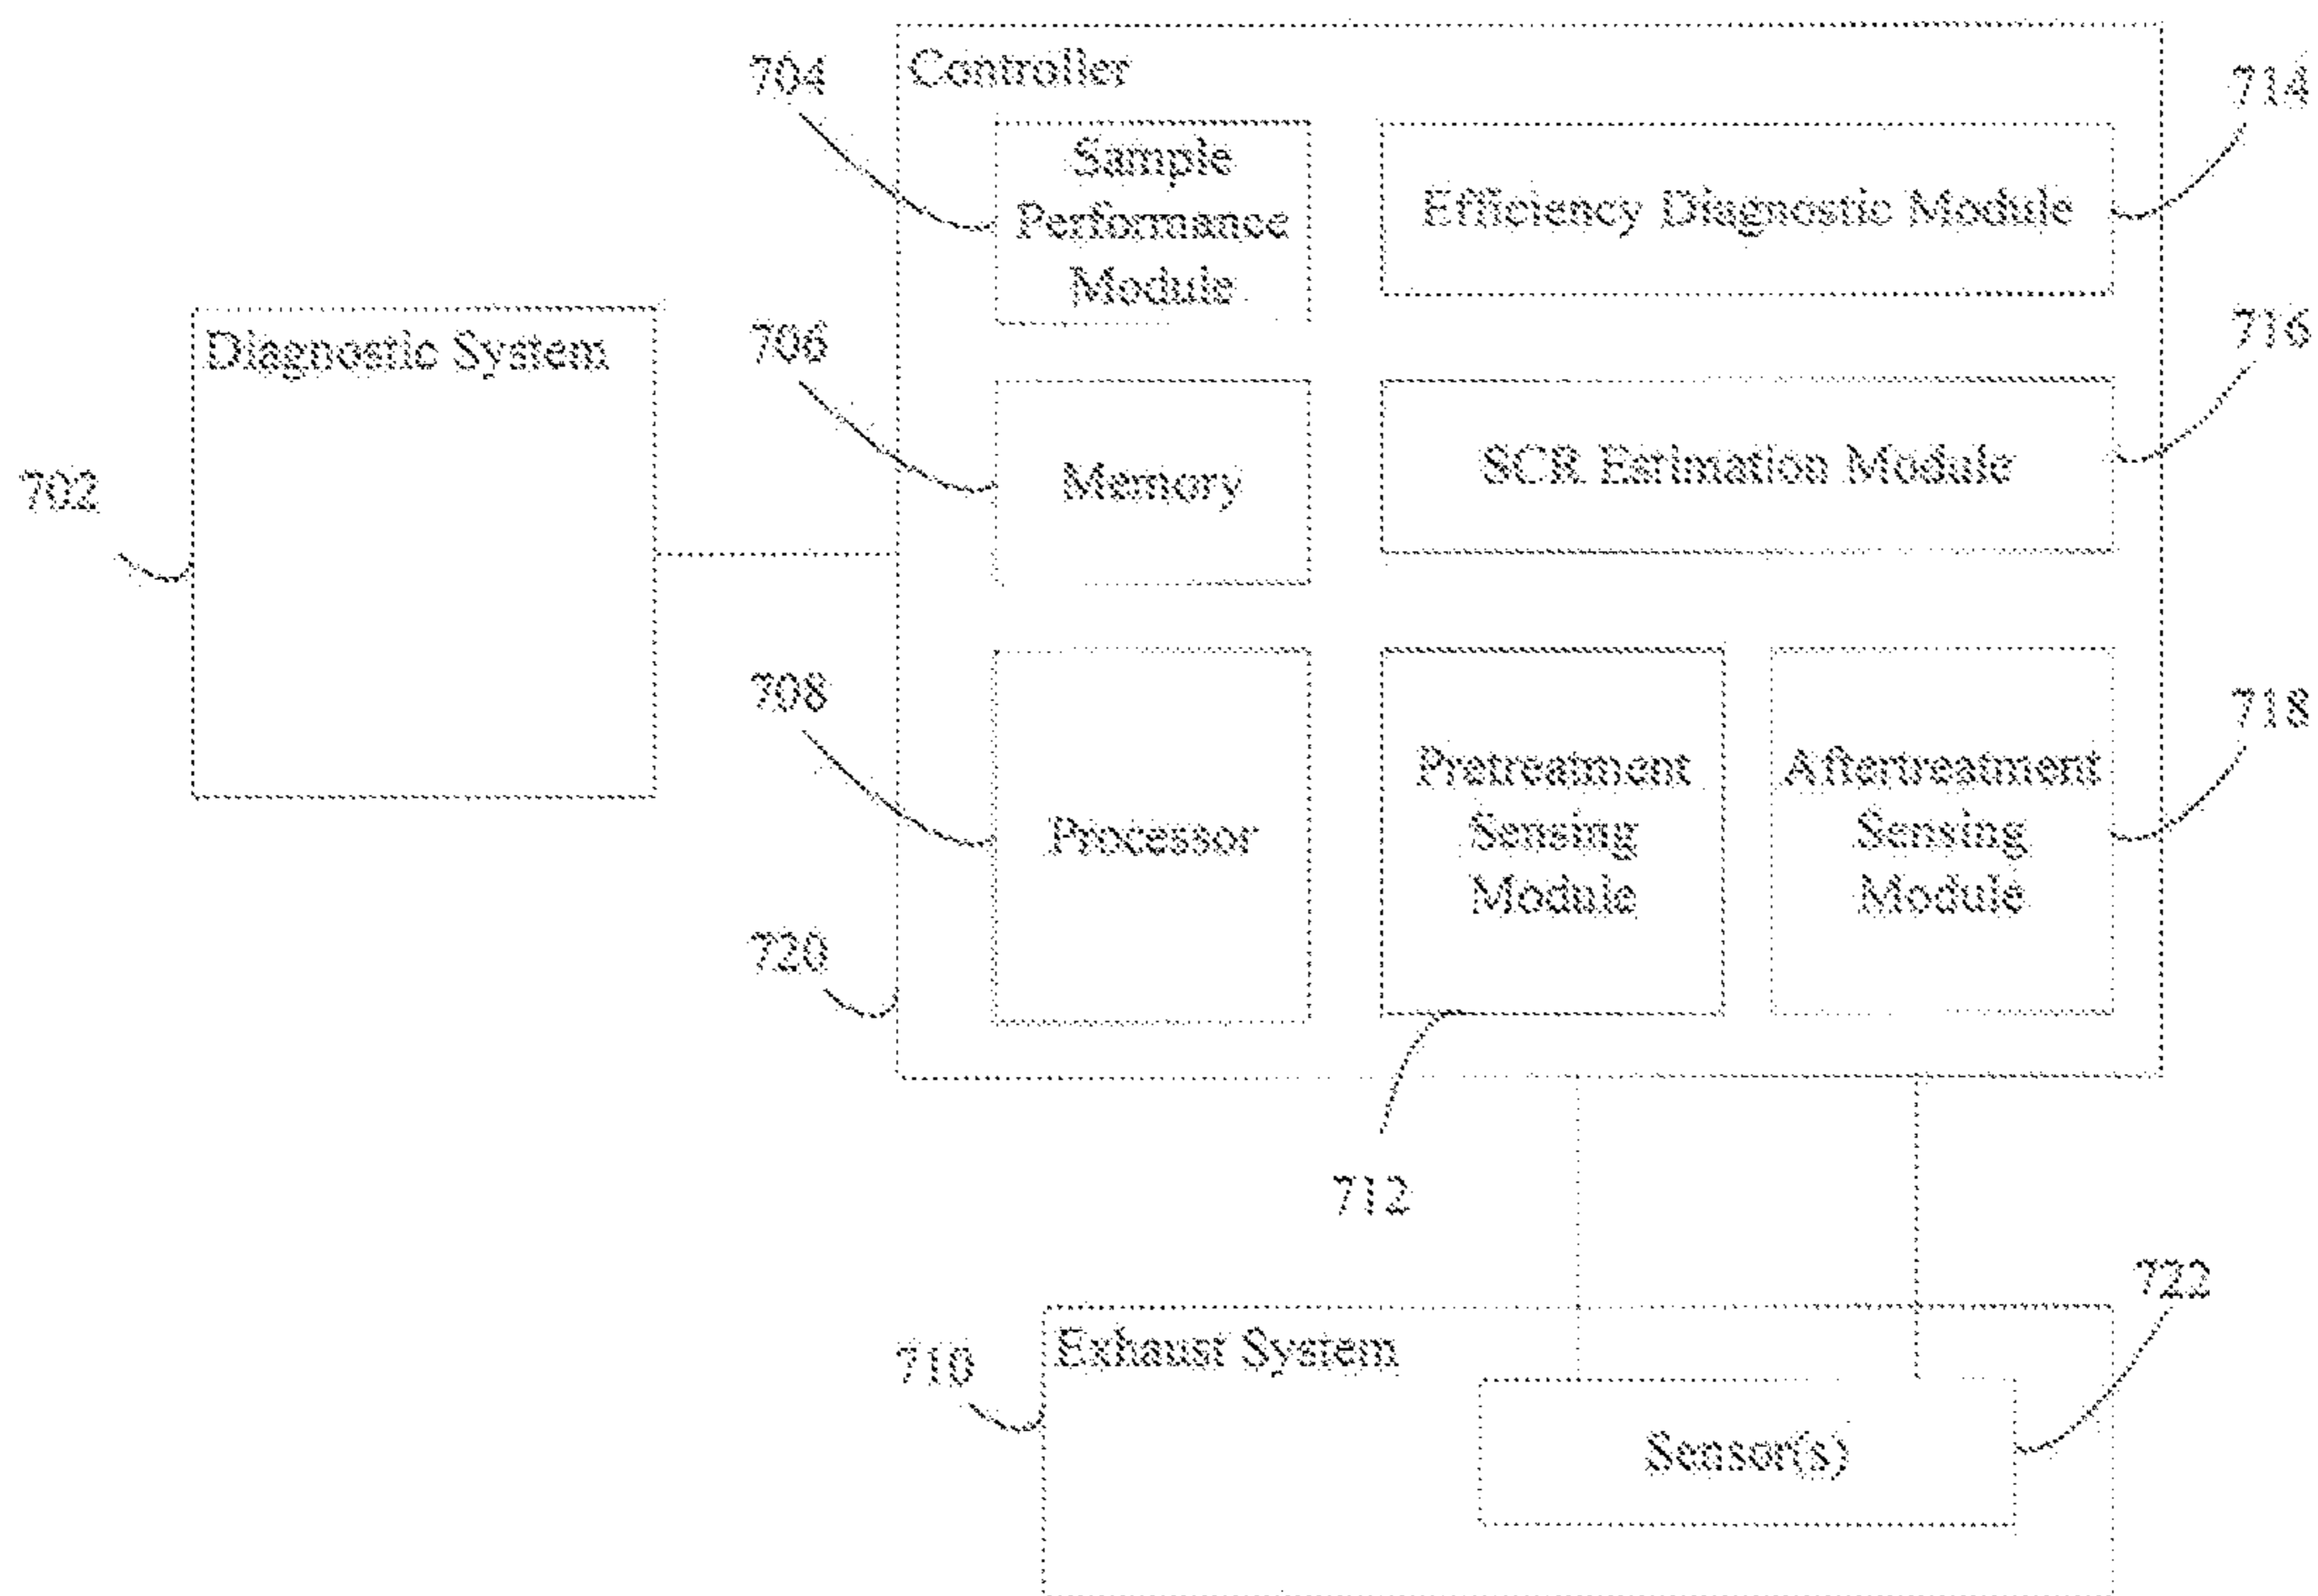 Controller
704
714
Sample
Performance
Module
Efficiency Diagnostic Module
706
716
Diagnostic System
702
Memory
SCR Estimation Module
708
718
Pretreatment
Sensing
Module
Aftertreatment
Sensing
Module
Processor
720
712
722
710
Exhaust System
Sensor(s)